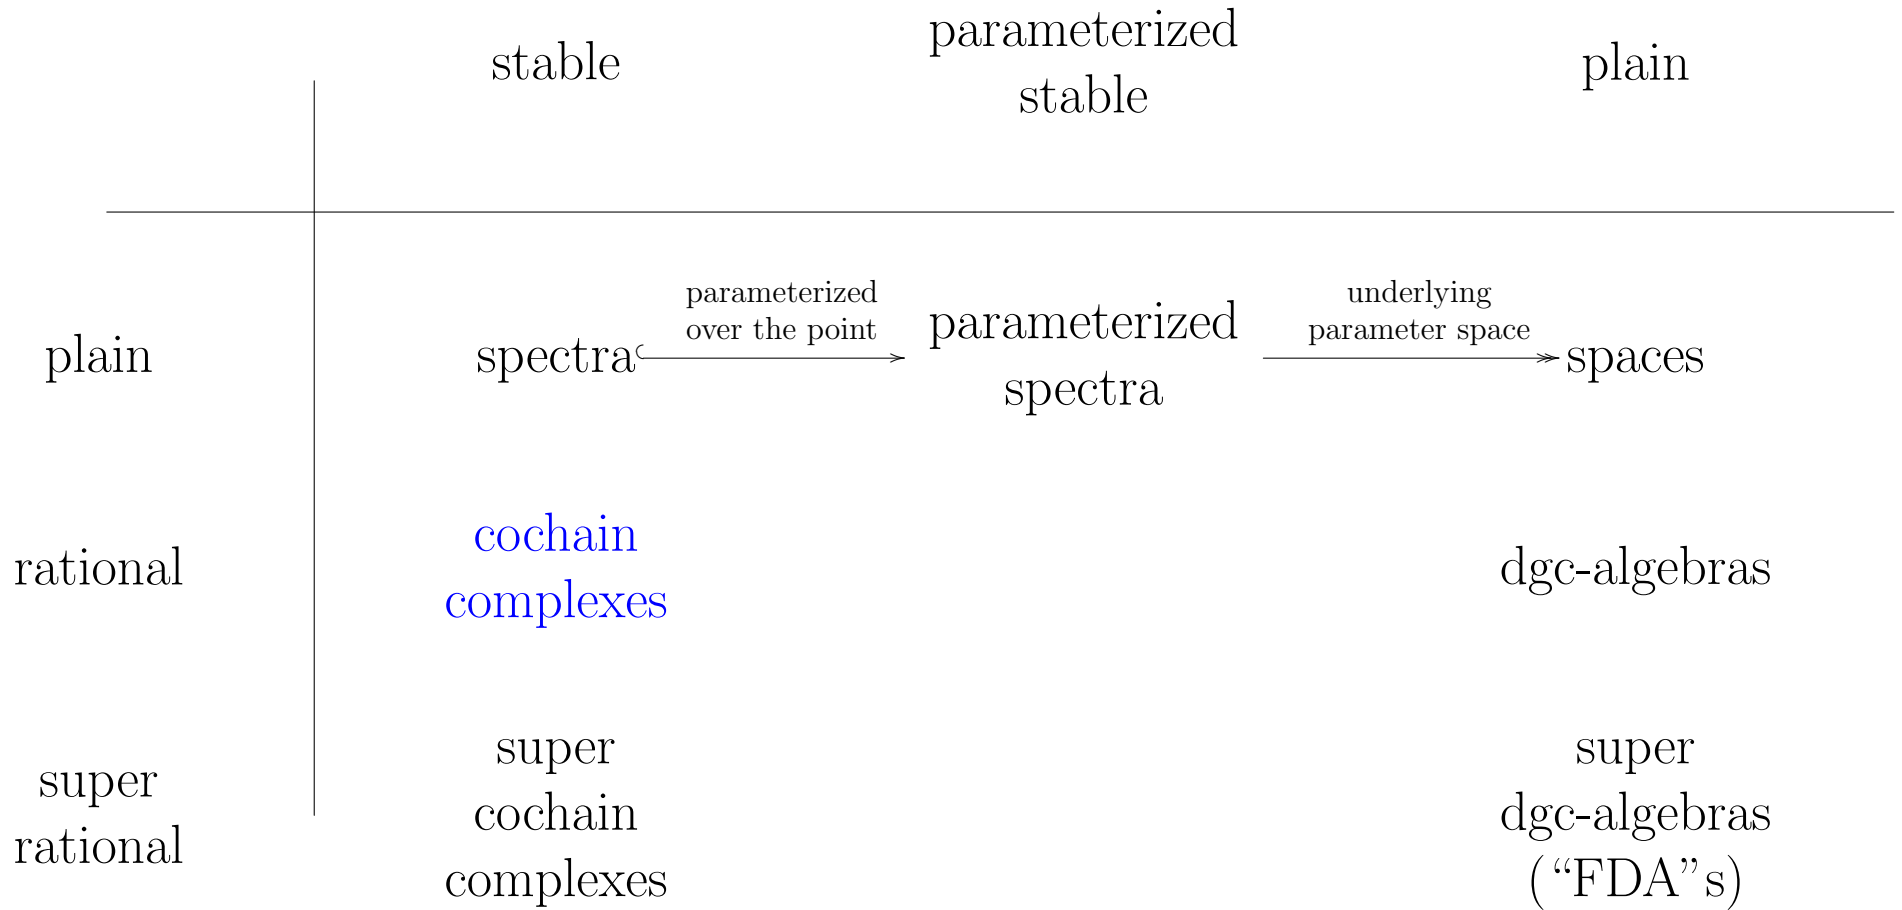 stable
parameterized
stable
plain
plain
spectra
parameterized
over the point
parameterized
spectra
underlying
parameter space
spaces
rational
cochain
complexes
dgc-algebras
super
rational
super
cochain
complexes
super
dgc-algebras
(“FDA”s)